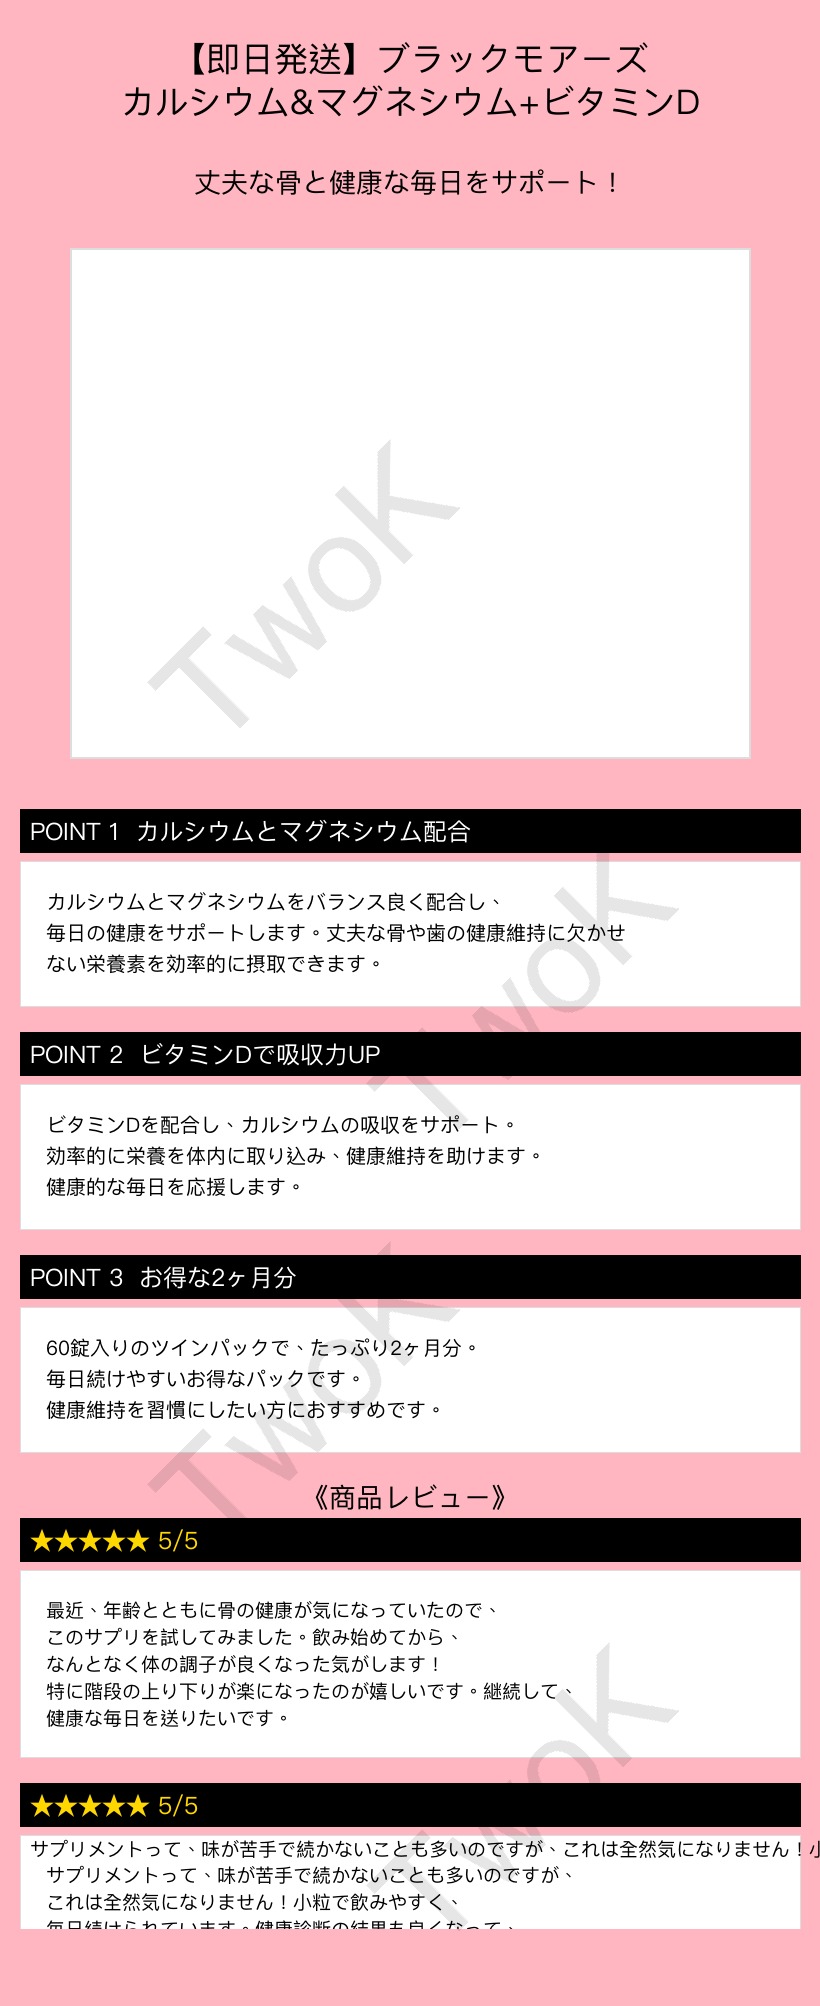 【即日発送】ブラックモアーズ
カルシウム&マグネシウム+ビタミンD
丈夫な骨と健康な毎日をサポート！
TwoK
POINT 1 カルシウムとマグネシウム配合
カルシウムとマグネシウムをバランス良く配合し、
毎日の健康をサポートします。丈夫な骨や歯の健康維持に欠かせ
ない栄養素を効率的に摂取できます。
TwoK
POINT 2 ビタミンDで吸収力UP
ビタミンDを配合し、カルシウムの吸収をサポート。
効率的に栄養を体内に取り込み、健康維持を助けます。
健康的な毎日を応援します。
POINT 3 お得な2ヶ月分
60錠入りのツインパックで、たっぷり2ヶ月分。
毎日続けやすいお得なパックです。
健康維持を習慣にしたい方におすすめです。
TwoK
《商品レビュー》
★★★★★ 5/5
最近、年齢とともに骨の健康が気になっていたので、
このサプリを試してみました。飲み始めてから、
なんとなく体の調子が良くなった気がします！
特に階段の上り下りが楽になったのが嬉しいです。継続して、
健康な毎日を送りたいです。
TwoK
★★★★★ 5/5
サプリメントって、味が苦手で続かないことも多いのですが、これは全然気になりません！小
サプリメントって、味が苦手で続かないことも多いのですが、
これは全然気になりません！小粒で飲みやすく、
毎日続けられています。健康診断の結果も良くなって、